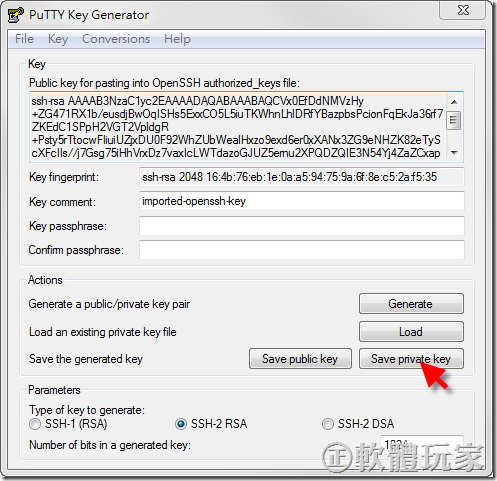 PuTTY Key Generator
File Key Conversions Help
Key
Public key for pasting into OpenSSH authorized_keys file:
ssh-rsa AAAAB3NzaC1yc2EAAAADAQABAAABAQCVx0EfDdNMVzHy
+ZG471RX1b/eusdjBwOqISHs5ExxCO5L5iuTKWhnLhIDRfYBazpbsPcionFqEkJa36rf7
ZKEdC1SPpH2VGT2VpldgR
+Psty5rTtocwFliuiUZjxDU0F92WhZUbWealHxzo9exd6er0xXANx3ZG9eNHZK82eTyS
cXFcIls//j7Gsg75iHhVrxDz7vaxIcLWTdazoGJUZ5emu2XPQDZQIE3N54Yj4ZaZCxap
Key fingerprint: ssh-rsa 2048 16:4b:76:eb:1e:0a:a5:94:75:9a:6f:8e:c5:2a:f5:35
Key comment: imported-openssh-key
Key passphrase:
Confirm passphrase:
Actions
Generate a public/private key pair Generate
Load an existing private key file Load
Save the generated key Save public key Save private key
Parameters
Type of key to generate:
SSH-1 (RSA) SSH-2 RSA SSH-2 DSA
Number of bits in a generated key: 1024
正軟體玩家